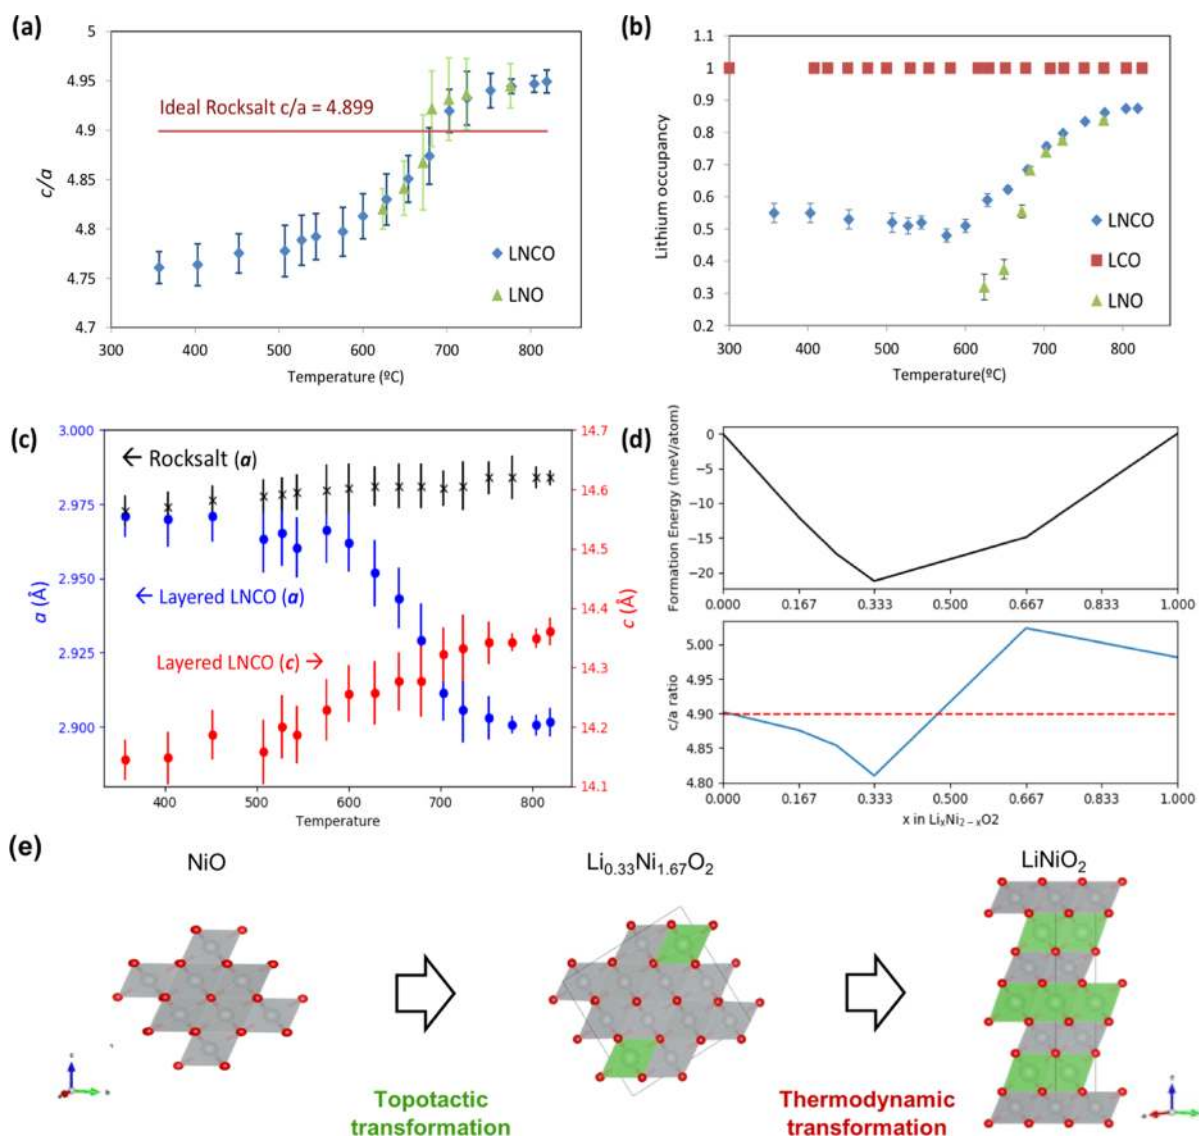 (a)
5
4.95
4.9
4.85
4.8
4.75
4.7
c/a
Ideal Rocksalt c/a = 4.899
LNCO
LNO
300 400 500 600 700 800
Temperature (ºC)
(b)
1.1
1
0.9
0.8
0.7
0.6
0.5
0.4
0.3
0.2
Lithium occupancy
LNCO
LCO
LNO
300 400 500 600 700 800
Temperature(ºC)
(c)
3.000
2.975
2.950
2.925
2.900
a (Å)
← Rocksalt (a)
← Layered LNCO (a)
Layered LNCO (c) →
14.7
14.6
14.5
14.4
14.3
14.2
14.1
c (Å)
400 500 600 700 800
Temperature
(d)
0
−5
−10
−15
−20
Formation Energy (meV/atom)
0.000 0.167 0.333 0.500 0.667 0.833 1.000
5.00
4.95
4.90
4.85
4.80
c/a ratio
0.000 0.167 0.333 0.500 0.667 0.833 1.000
x in LiₓNi₂₋ₓO2
(e)
NiO
Li₀.₃₃Ni₁.₆₇O₂
LiNiO₂
Topotactic
transformation
Thermodynamic
transformation